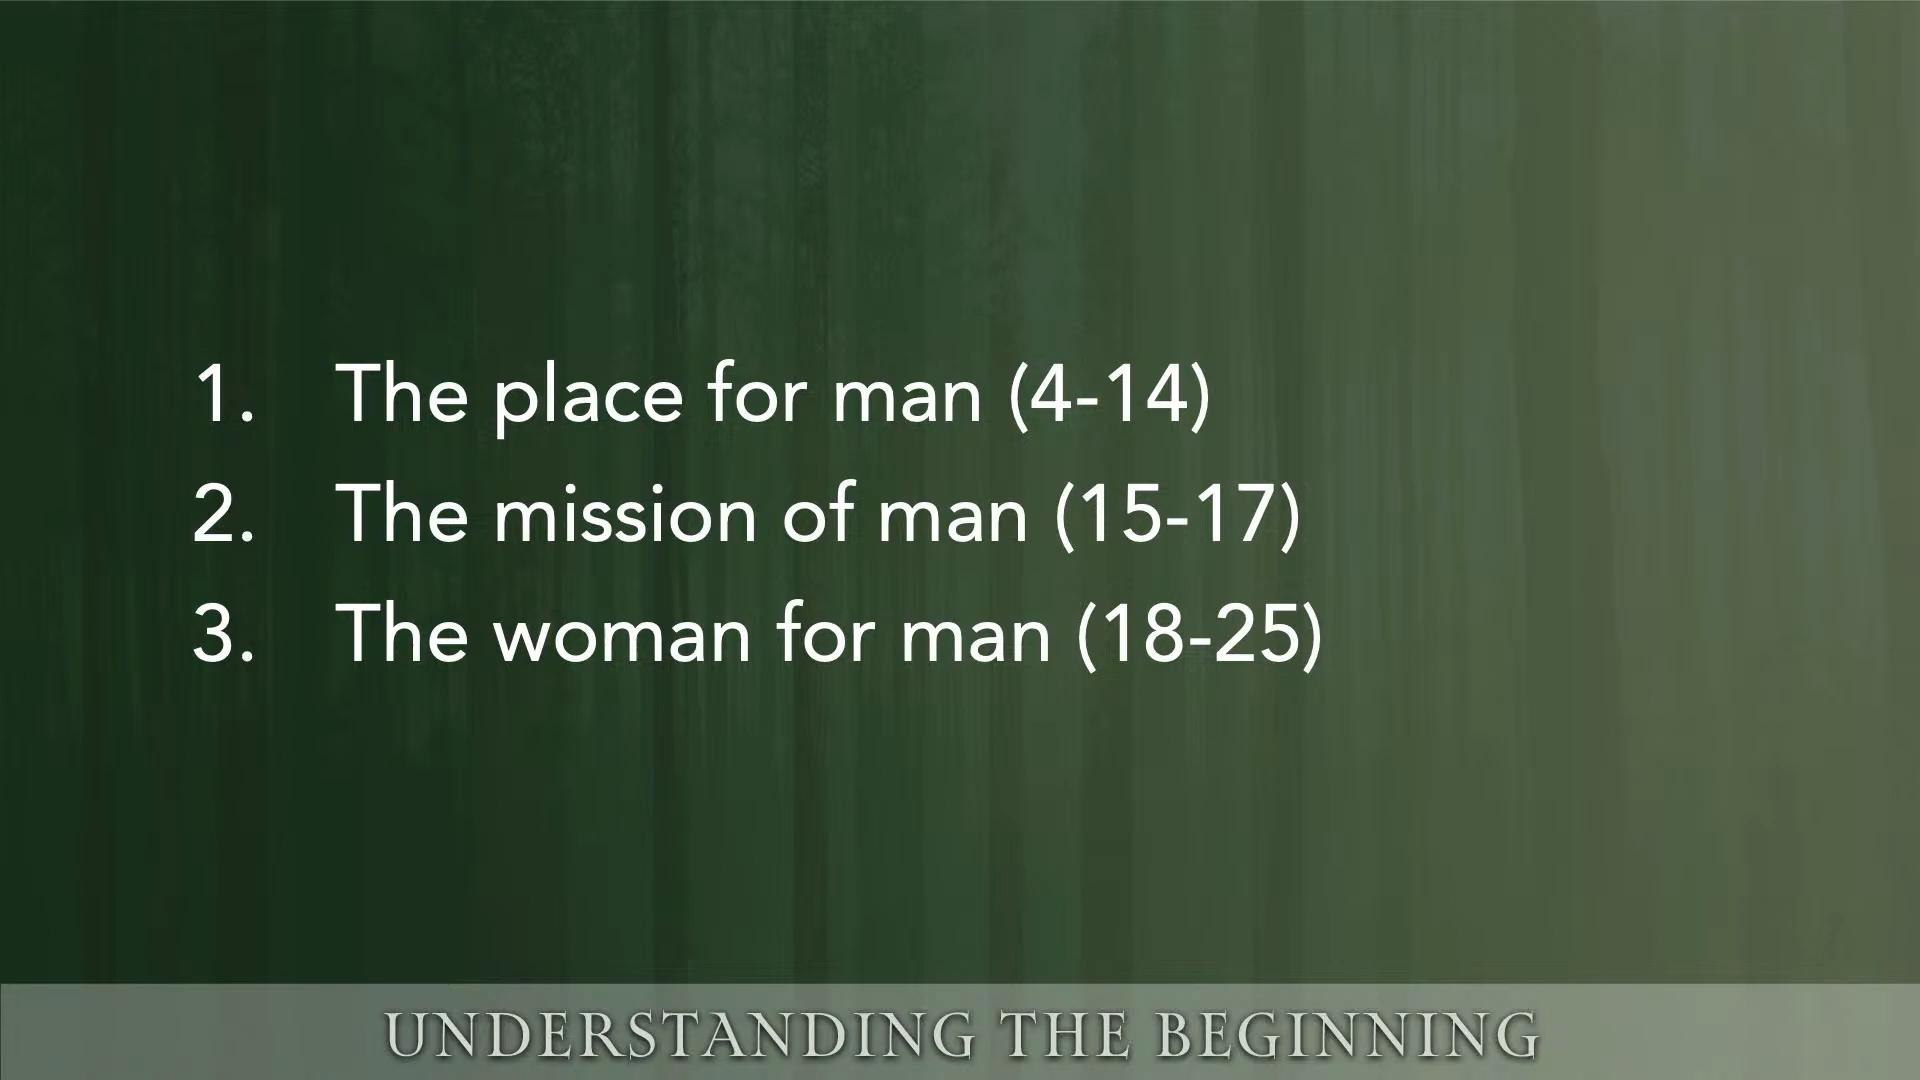 1. The place for man (4-14)
2. The mission of man (15-17)
3. The woman for man (18-25)
UNDERSTANDING THE BEGINNING